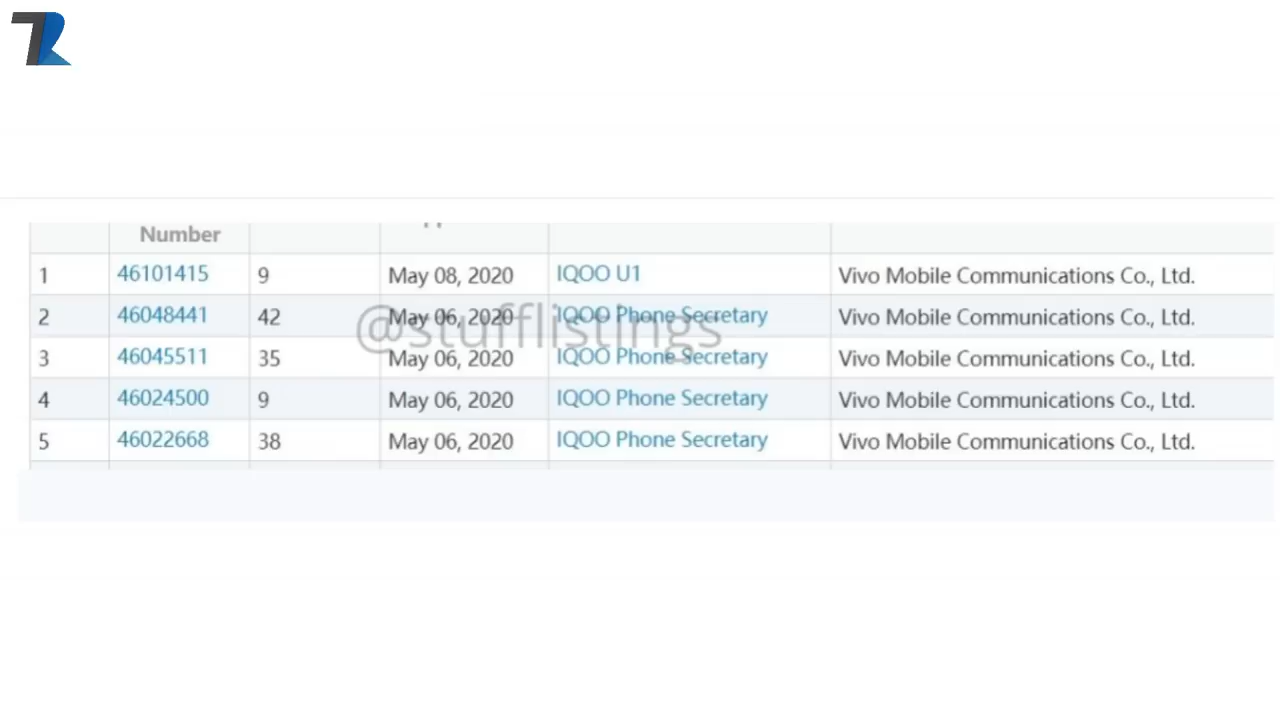 Number
1 46101415 9 May 08, 2020 IQOO U1 Vivo Mobile Communications Co., Ltd.
2 46048441 42 May 06, 2020 IQOO Phone Secretary Vivo Mobile Communications Co., Ltd.
@stufflistings
3 46045511 35 May 06, 2020 IQOO Phone Secretary Vivo Mobile Communications Co., Ltd.
4 46024500 9 May 06, 2020 IQOO Phone Secretary Vivo Mobile Communications Co., Ltd.
5 46022668 38 May 06, 2020 IQOO Phone Secretary Vivo Mobile Communications Co., Ltd.